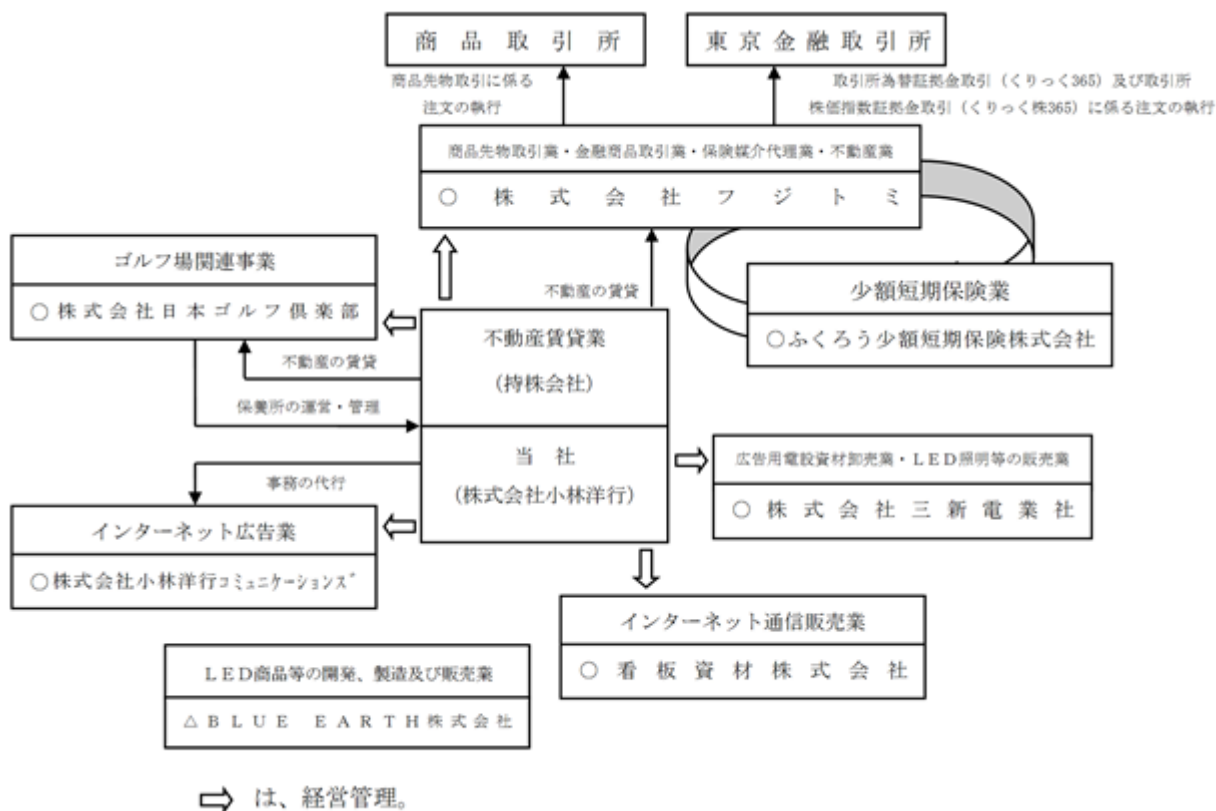 商品取引所
東京金融取引所
商品先物取引に係る
注文の執行
取引所為替証拠金取引（くりっく365）及び取引所
株価指数証拠金取引（くりっく株365）に係る注文の執行
商品先物取引業・金融商品取引業・保険媒介代理業・不動産業
○株式会社フジトミ
ゴルフ場関連事業
○株式会社日本ゴルフ倶楽部
不動産の賃貸
少額短期保険業
○ふくろう少額短期保険株式会社
不動産賃貸業
(持株会社)
不動産の賃貸
保養所の運営・管理
当社
(株式会社小林洋行)
広告用電設資材卸売業・LED照明等の販売業
○株式会社三新電業社
事務の代行
インターネット広告業
○株式会社小林洋行コミュニケーションズ
インターネット通信販売業
○看板資材株式会社
LED商品等の開発、製造及び販売業
△BLUE EARTH株式会社
⇨ は、経営管理。